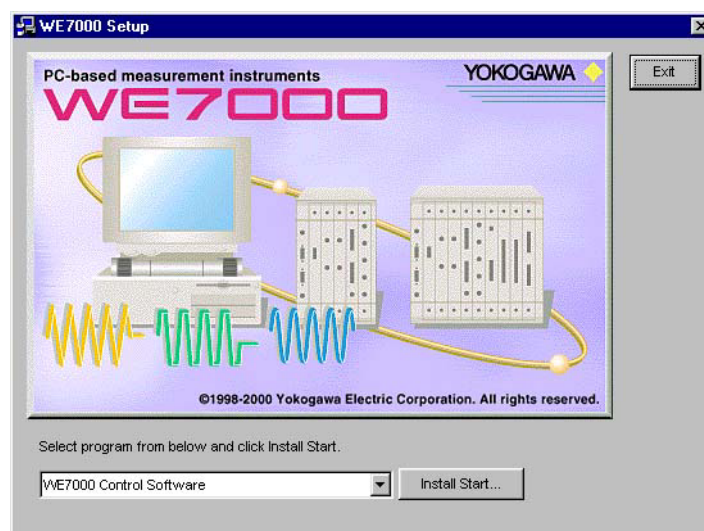 WE7000 Setup
PC-based measurement instruments
YOKOGAWA
WE7000
Exit
©1998-2000 Yokogawa Electric Corporation. All rights reserved.
Select program from below and click Install Start.
WE7000 Control Software
Install Start...